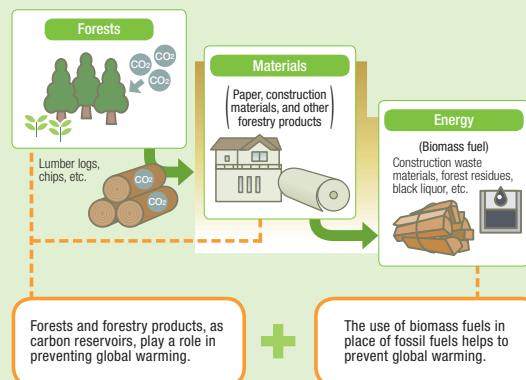 Forests
CO2
CO2
CO2
Lumber logs,
chips, etc.
CO2
CO2
Materials
(Paper, construction
materials, and other
forestry products)
Energy
(Biomass fuel)
Construction waste
materials, forest residues,
black liquor, etc.
Forests and forestry products, as
carbon reservoirs, play a role in
preventing global warming.
+
The use of biomass fuels in
place of fossil fuels helps to
prevent global warming.